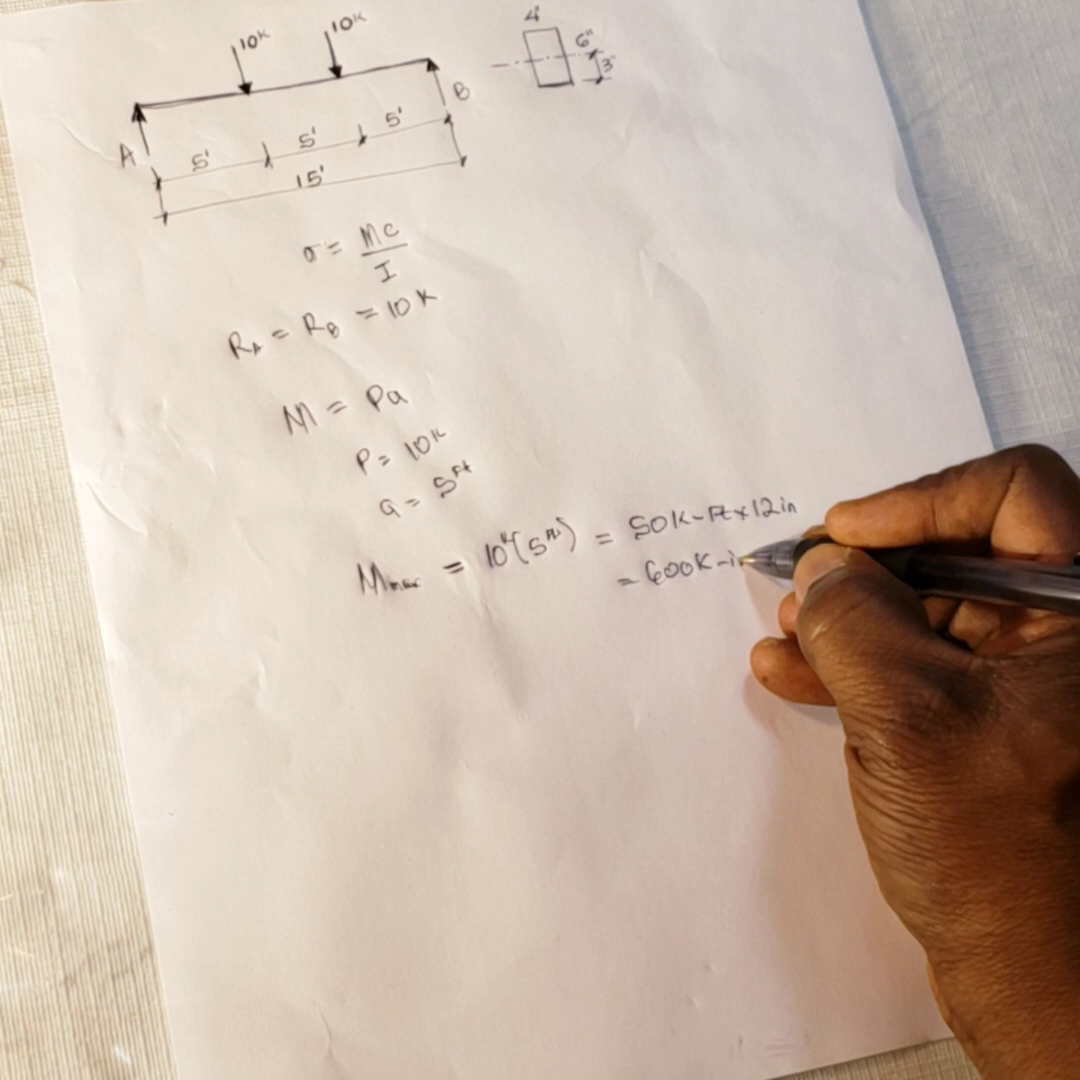 10K 10K 4" 6" 3"
A B
5' 5' 5'
15'
σ = MC/I
RA = RB = 10K
M = Pa
P = 10K
a = 5ft
Mmax = 10K(5ft) = 50K-Ft x 12in
= 600K-in